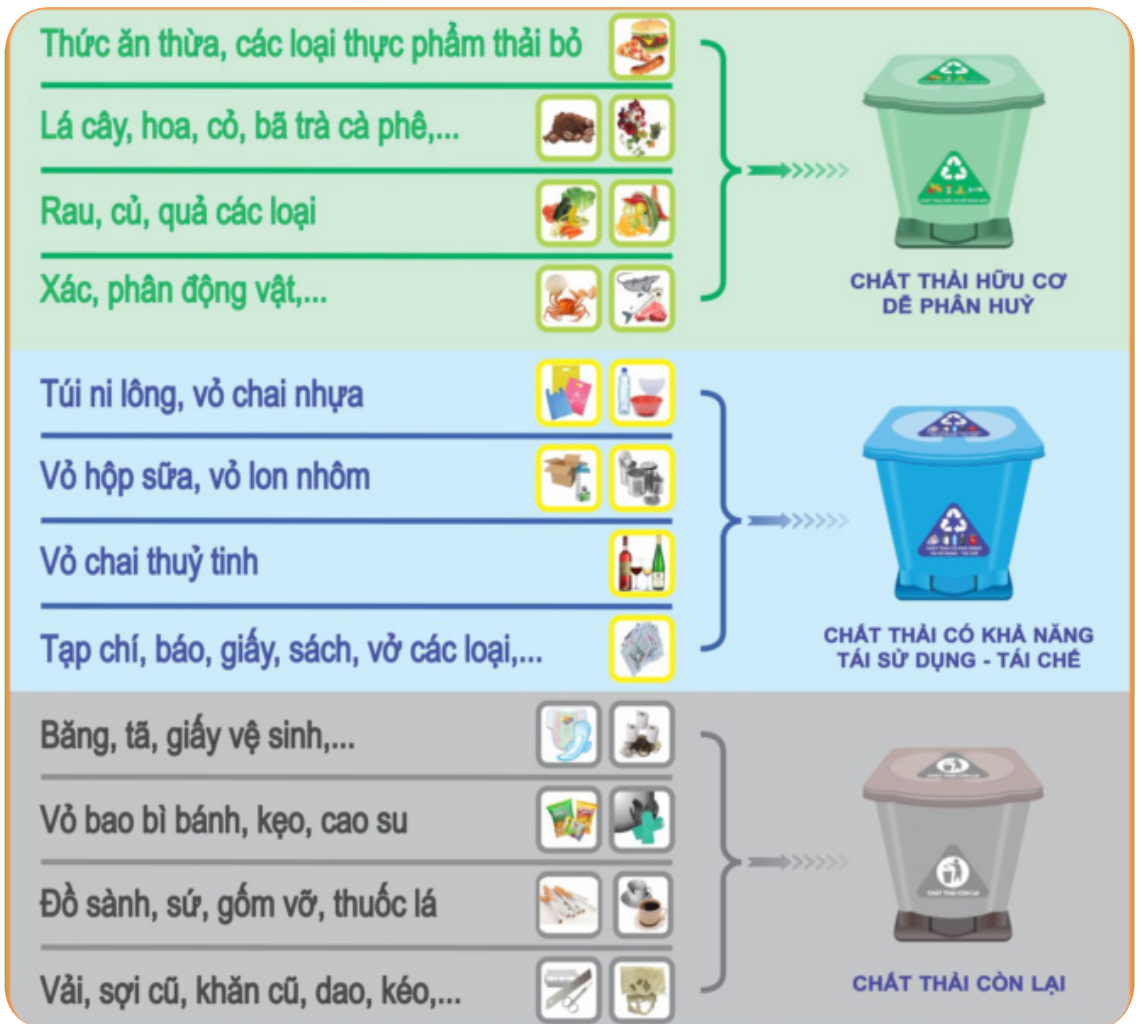 Thức ăn thừa, các loại thực phẩm thải bỏ
Lá cây, hoa, cỏ, bã trà cà phê,...
Rau, củ, quả các loại
Xác, phân động vật,...
CHẤT THẢI HỮU CƠ
DỄ PHÂN HUỶ
Túi ni lông, vỏ chai nhựa
Vỏ hộp sữa, vỏ lon nhôm
Vỏ chai thuỷ tinh
Tạp chí, báo, giấy, sách, vở các loại,...
CHẤT THẢI CÓ KHẢ NĂNG
TÁI SỬ DỤNG - TÁI CHẾ
Băng, tã, giấy vệ sinh,...
Vỏ bao bì bánh, kẹo, cao su
Đồ sành, sứ, gốm vỡ, thuốc lá
Vải, sợi cũ, khăn cũ, dao, kéo,...
CHẤT THẢI CÒN LẠI
CHẤT THẢI CÒN LẠI